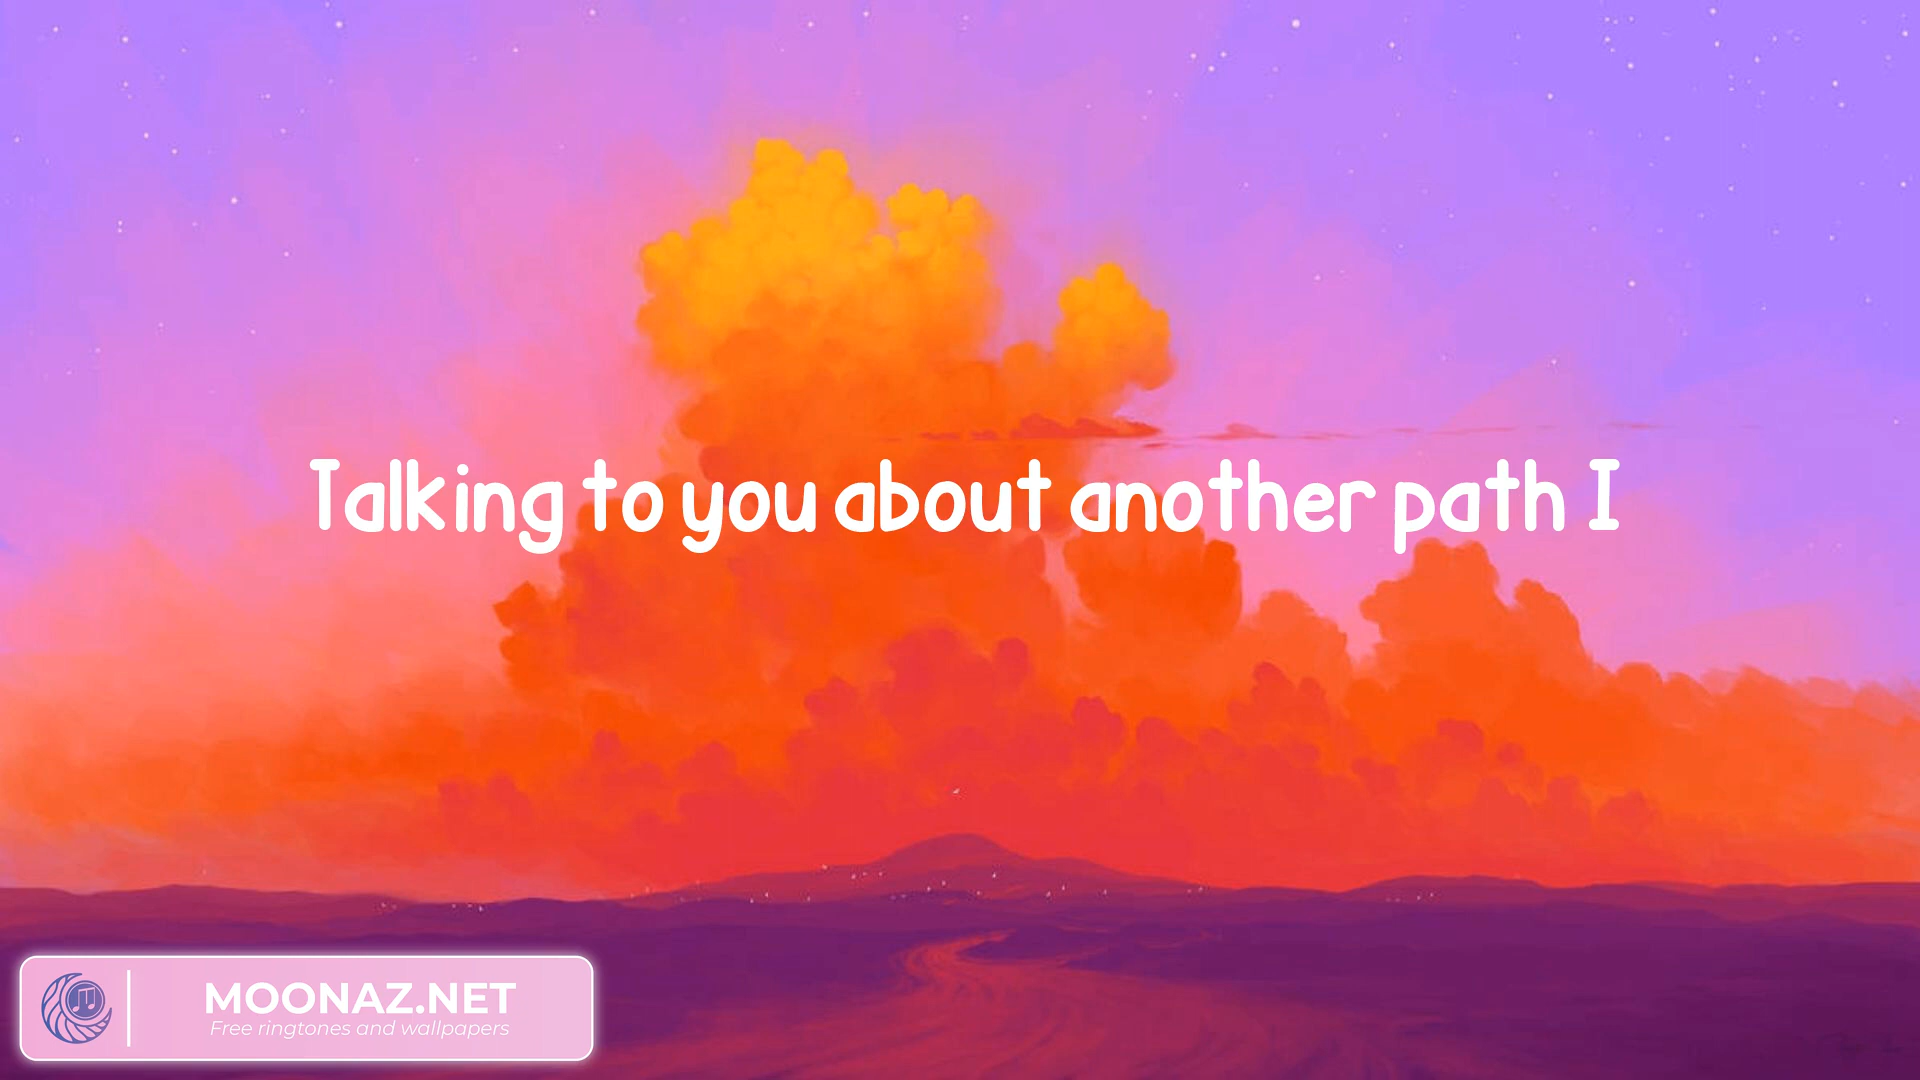 Talking to you about another path I
MOONAZ.NET
Free ringtones and wallpapers